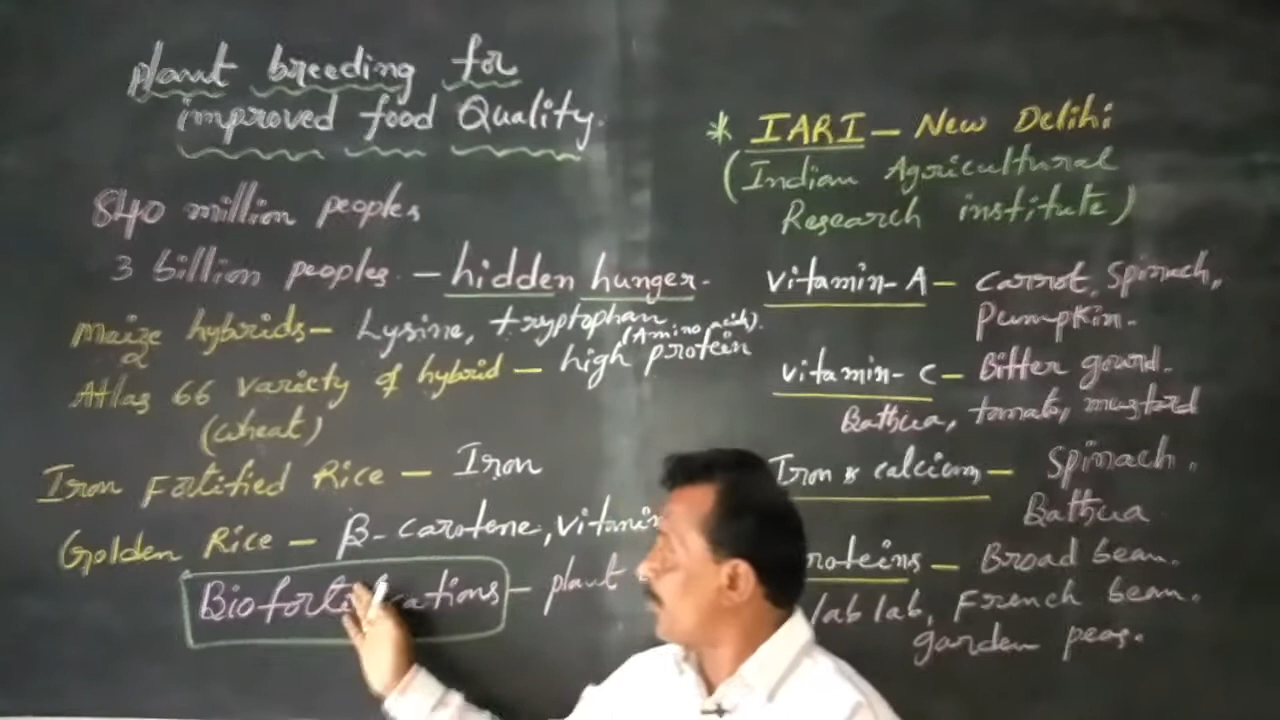 plant breeding for
improved food Quality.
840 million peoples
3 billion peoples - hidden hunger.
Maize hybrids - Lysine, tryptophan
(Amino acid).
2
Atlas 66 variety of hybrid - high protein
(wheat)
Iron Fortified Rice - Iron
Golden Rice - β-carotene, vitamin
Biofortifications - plant
* IARI - New Delihi
(Indian Agricultural
Research institute)
Vitamin-A - Carrot, Spinach,
Pumpkin.
vitamin-C - Bitter gourd.
Bathua, tomato, mustard
Iron & calcium - Spinach.
Bathua
roteins - Broad bean.
lab lab, French bean.
garden peas.